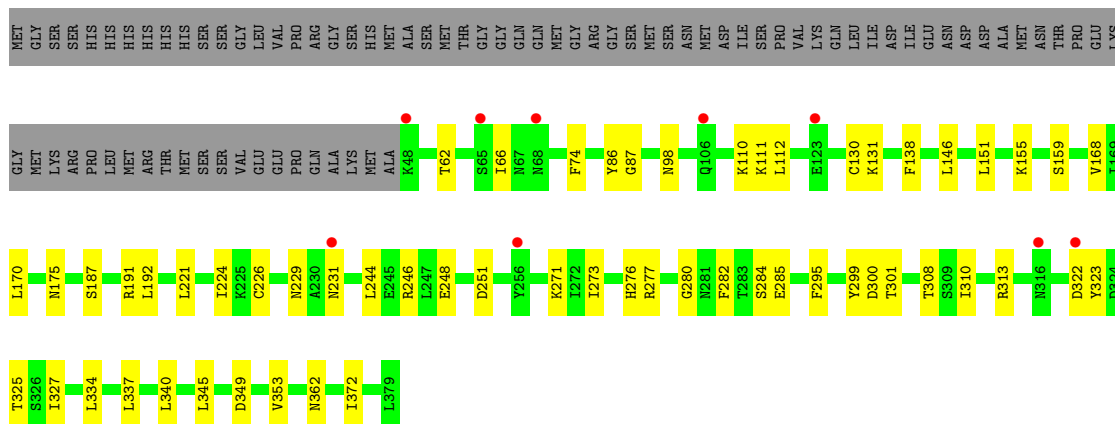 MET GLY SER SER HIS HIS HIS HIS HIS HIS SER SER GLY LEU VAL PRO ARG GLY SER HIS MET ALA SER MET THR GLY GLY GLN GLN MET GLY ARG GLY SER MET SER ASN MET ASP ILE SER PRO VAL LYS GLN LEU ILE ASP ILE GLU ASN ASP ASP ALA MET ASN THR PRO GLU LYS
GLY MET LYS ARG PRO LEU MET ARG THR MET SER SER VAL GLU GLU PRO GLN ALA LYS MET ALA K48 T62 S65 I66 N67 N68 F74 Y86 G87 N98 Q106 K110 K111 L112 E123 C130 K131 F138 L146 L151 K155 S159 V168 I169
L170 N175 S187 R191 L192 L221 I224 K225 C226 N229 A230 N231 L244 E245 R246 L247 E248 D251 Y256 K271 I272 I273 H276 R277 G280 N281 F282 T283 S284 E285 F295 Y299 D300 T301 T308 S309 I310 R313 N316 D322 Y323 D324
T325 S326 I327 L334 L337 L340 L345 D349 V353 N362 I372 L379